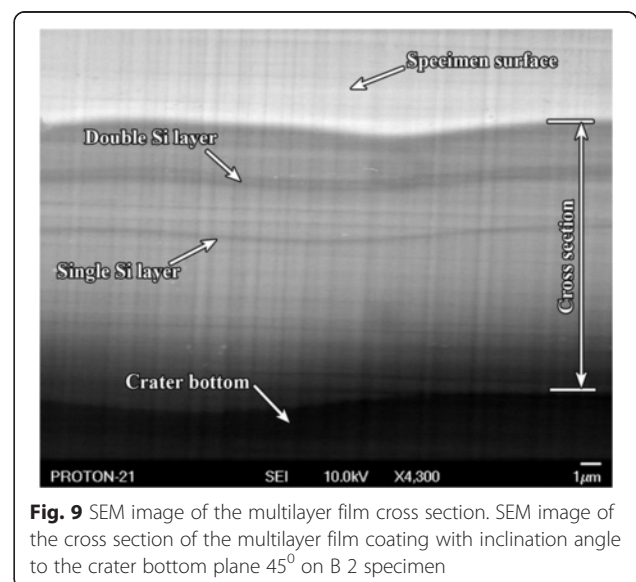 Specimen surface
Double Si layer
Single Si layer
Cross section
Crater bottom
PROTON-21 SEI 10.0kV X4,300 1μm
Fig. 9 SEM image of the multilayer film cross section. SEM image of
the cross section of the multilayer film coating with inclination angle
to the crater bottom plane 45⁰ on B 2 specimen